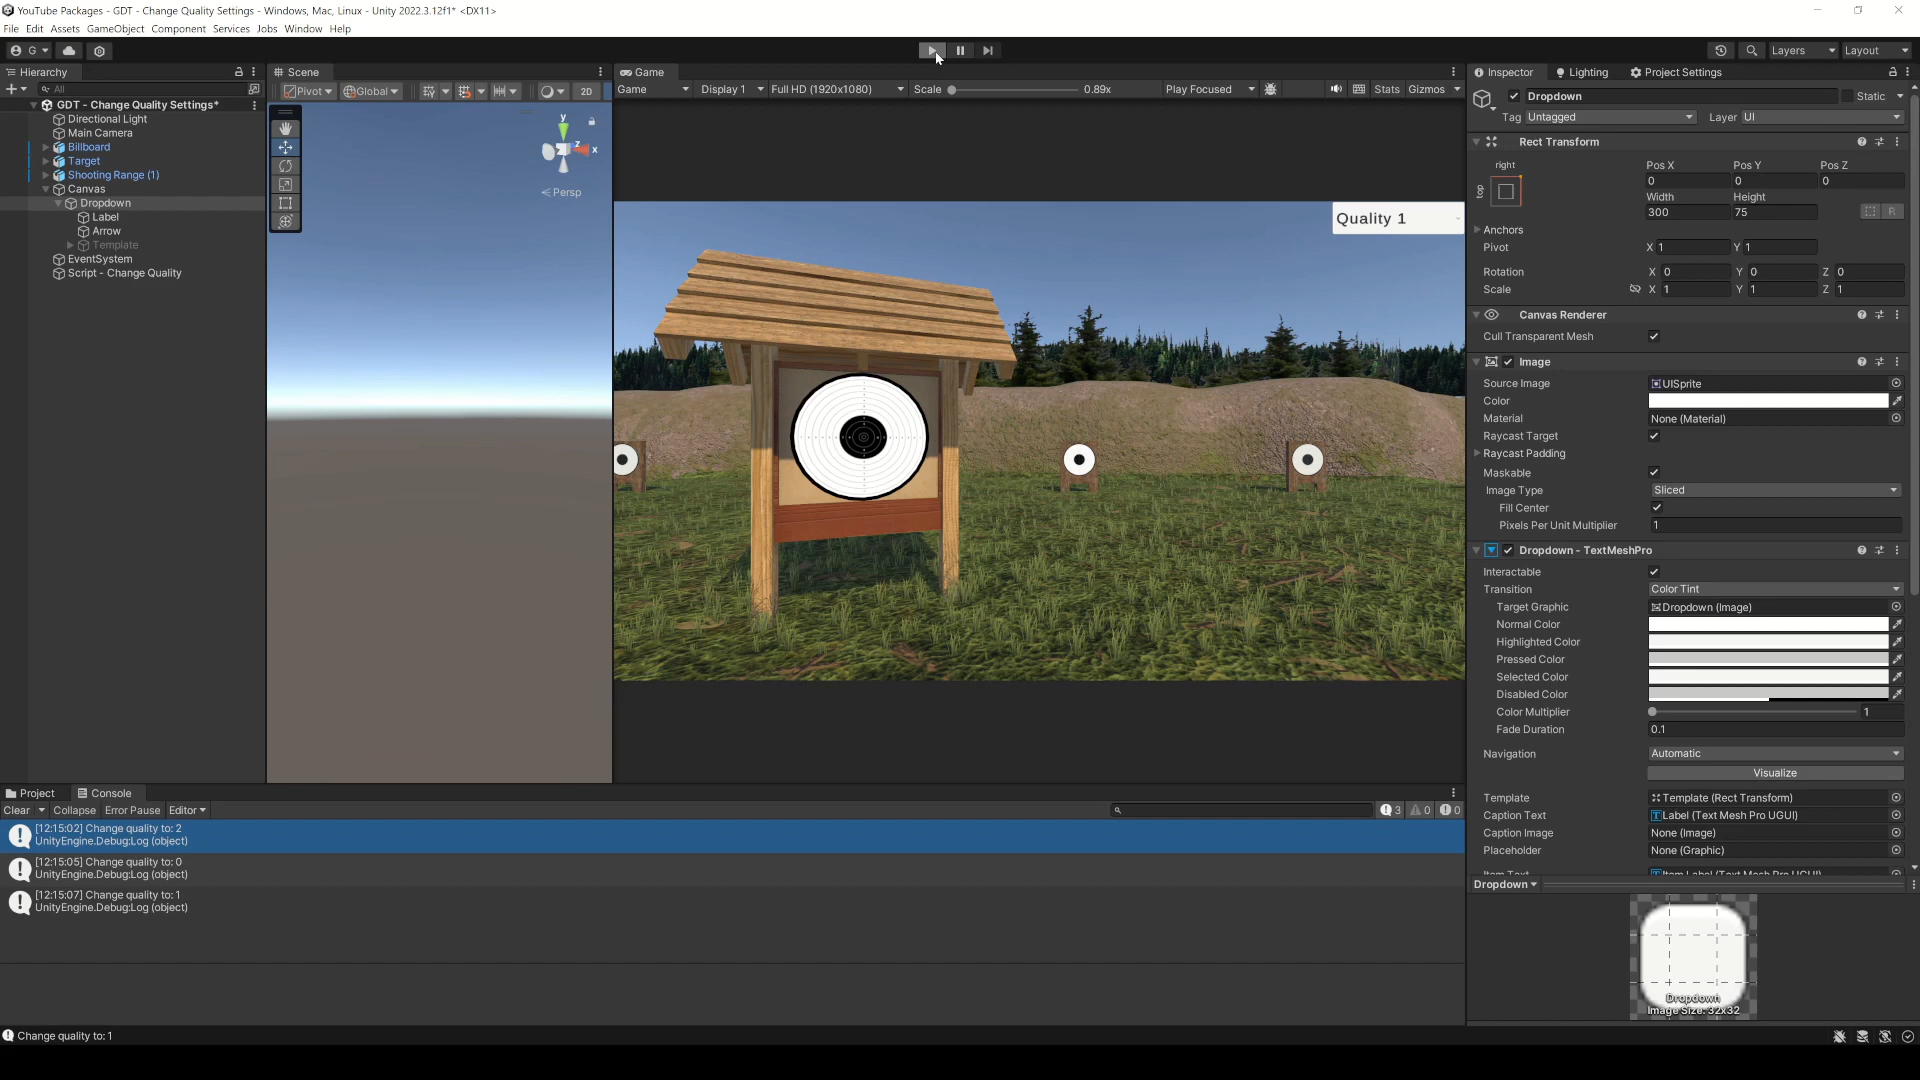 YouTube Packages - GDT - Change Quality Settings - Windows, Mac, Linux - Unity 2022.3.12f1* <DX11>
File Edit Assets GameObject Component Services Jobs Window Help
G Layers Layout
Hierarchy Scene Game Inspector Lighting Project Settings
All Pivot Global 2D Game Display 1 Full HD (1920x1080) Scale 0.89x Play Focused Stats Gizmos
Dropdown Static
Tag Untagged Layer UI
GDT - Change Quality Settings*
Directional Light
Main Camera
Billboard
Target
Shooting Range (1)
Canvas
Dropdown
Label
Arrow
Template
EventSystem
Script - Change Quality
y
z x
Persp
Quality 1
Rect Transform
right Pos X Pos Y Pos Z
top 0 0 0
Width Height
300 75 R
Anchors
Pivot X 1 Y 1
Rotation X 0 Y 0 Z 0
Scale X 1 Y 1 Z 1
Canvas Renderer
Cull Transparent Mesh
Image
Source Image UISprite
Color
Material None (Material)
Raycast Target
Raycast Padding
Maskable
Image Type Sliced
Fill Center
Pixels Per Unit Multiplier 1
Dropdown - TextMeshPro
Interactable
Transition Color Tint
Target Graphic Dropdown (Image)
Normal Color
Highlighted Color
Pressed Color
Selected Color
Disabled Color
Color Multiplier 1
Fade Duration 0.1
Navigation Automatic
Visualize
Template Template (Rect Transform)
Caption Text Label (Text Mesh Pro UGUI)
Caption Image None (Image)
Placeholder None (Graphic)
Item Text Item Label (Text Mesh Pro UGUI)
Dropdown
Dropdown
Image Size: 32x32
Project Console
Clear Collapse Error Pause Editor 3 0 0
[12:15:02] Change quality to: 2
UnityEngine.Debug:Log (object)
[12:15:05] Change quality to: 0
UnityEngine.Debug:Log (object)
[12:15:07] Change quality to: 1
UnityEngine.Debug:Log (object)
Change quality to: 1